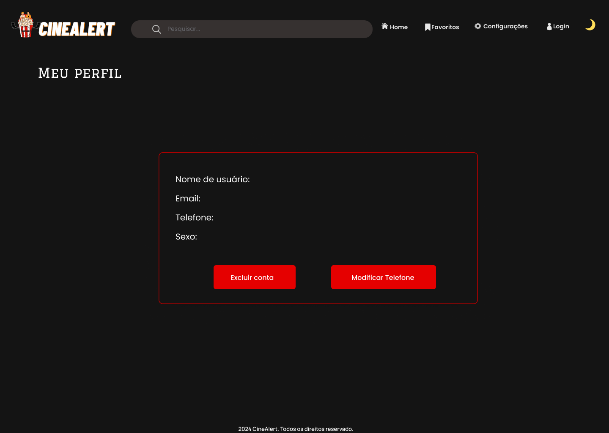 CINEALERT
Pesquisar...
Home
Favoritos
Configurações
Login
Meu perfil
Nome de usuário:
Email:
Telefone:
Sexo:
Excluir conta
Modificar Telefone
2024 CineAlert. Todos os direitos reservado.